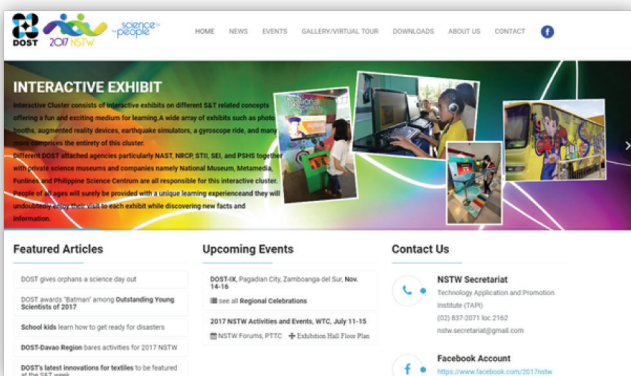 DOST
2017 NSTW
science for the people
HOME NEWS EVENTS GALLERY/VIRTUAL TOUR DOWNLOADS ABOUT US CONTACT
INTERACTIVE EXHIBIT
Interactive Cluster consists of interactive exhibits on different S&T related concepts
offering a fun and exciting medium for learning.A wide array of exhibits such as photo
booths, augmented reality devices, earthquake simulators, a gyroscope ride, and many
more comprises the entirety of this cluster.
Different DOST attached agencies particularly NAST, NRCP, STII, SEI, and PSHS together
with private science museums and companies namely National Museum, Metamedia,
Funlines and Philippine Science Centrum are all responsible for this interactive cluster.
People of all ages will surely be provided with a unique learning experienceand they will
undoubtedly enjoy their visit to each exhibit while discovering new facts and
information.
Featured Articles
DOST gives orphans a science day out
DOST awards 'Batman' among Outstanding Young
Scientists of 2017
School kids learn how to get ready for disasters
DOST-Davao Region bares activities for 2017 NSTW
DOST's latest innovations for textiles to be featured
at the S&T week
Upcoming Events
DOST-IX, Pagadian City, Zamboanga del Sur, Nov.
14-16
see all Regional Celebrations
2017 NSTW Activities and Events, WTC, July 11-15
NSTW Forums, PTTC Exhibition Hall Floor Plan
Contact Us
NSTW Secretariat
Technology Application and Promotion
Institute (TAPI)
(02) 837-2071 loc 2162
nstw.secretariat@gmail.com
Facebook Account
https://www.facebook.com/2017nstw